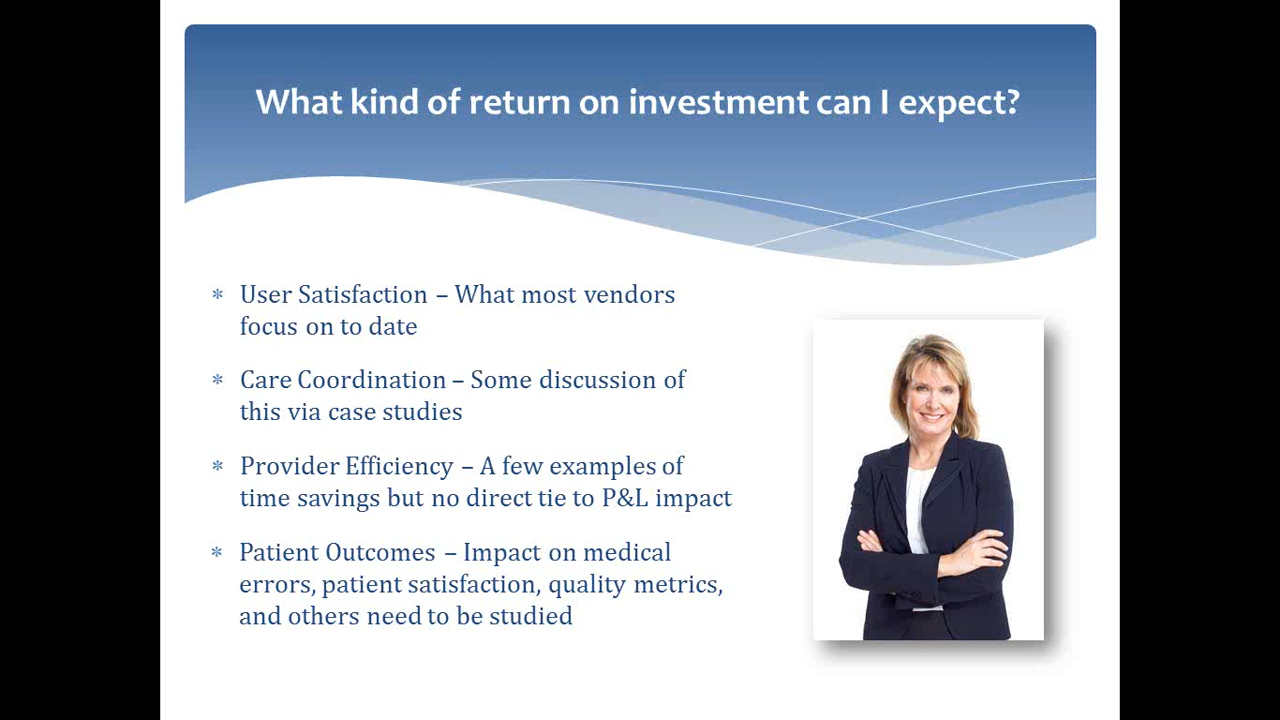 What kind of return on investment can I expect?
* User Satisfaction – What most vendors
focus on to date
* Care Coordination – Some discussion of
this via case studies
* Provider Efficiency – A few examples of
time savings but no direct tie to P&L impact
* Patient Outcomes – Impact on medical
errors, patient satisfaction, quality metrics,
and others need to be studied